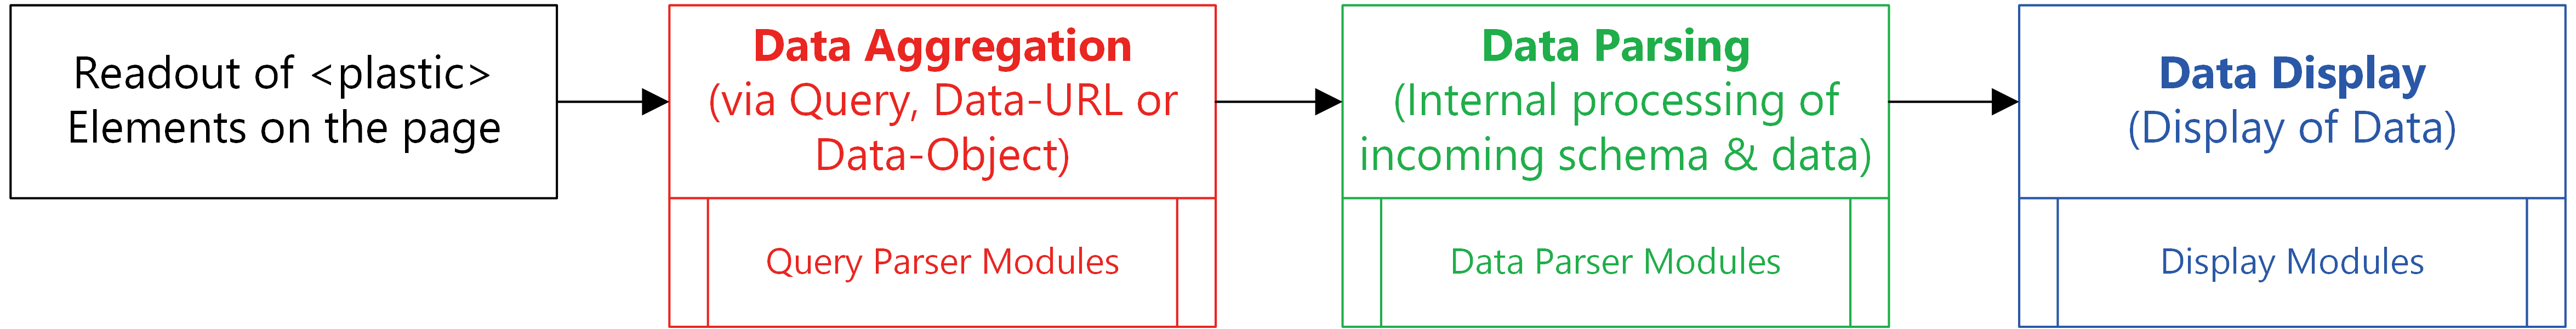 Readout of <plastic>
Elements on the page
Data Aggregation
(via Query, Data-URL or
Data-Object)
Query Parser Modules
Data Parsing
(Internal processing of
incoming schema & data)
Data Parser Modules
Data Display
(Display of Data)
Display Modules